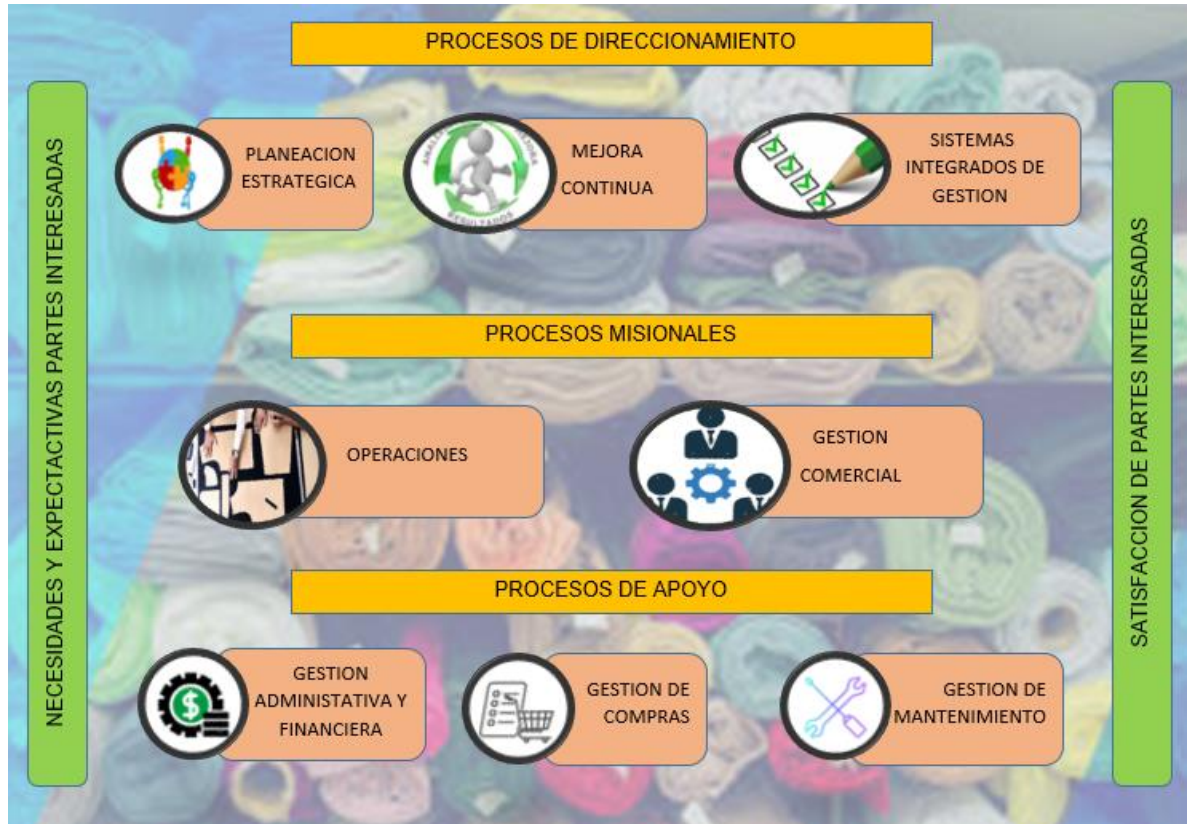 PROCESOS DE DIRECCIONAMIENTO
NECESIDADES Y EXPECTACTIVAS PARTES INTERESADAS
PLANEACION
ESTRATEGICA
MEJORA
CONTINUA
RESULTADOS
SISTEMAS
INTEGRADOS DE
GESTION
SATISFACCION DE PARTES INTERESADAS
PROCESOS MISIONALES
OPERACIONES
GESTION
COMERCIAL
PROCESOS DE APOYO
GESTION
ADMINISTATIVA Y
FINANCIERA
GESTION DE
COMPRAS
GESTION DE
MANTENIMIENTO